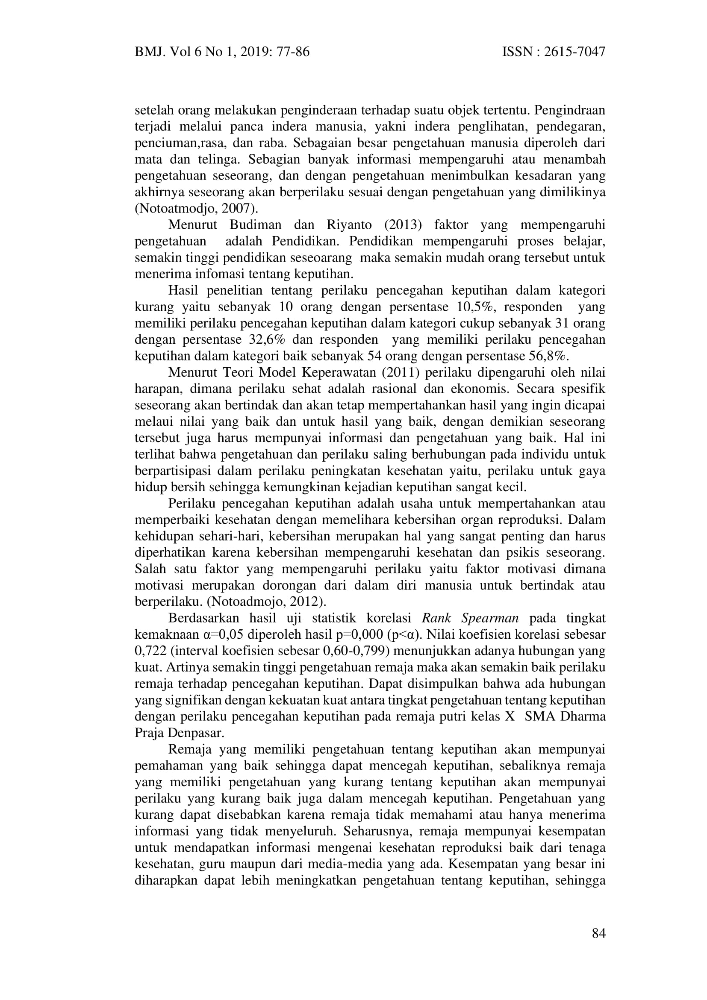 BMJ. Vol 6 No 1, 2019: 77-86 ISSN : 2615-7047
setelah orang melakukan penginderaan terhadap suatu objek tertentu. Pengindraan
terjadi melalui panca indera manusia, yakni indera penglihatan, pendegaran,
penciuman,rasa, dan raba. Sebagaian besar pengetahuan manusia diperoleh dari
mata dan telinga. Sebagian banyak informasi mempengaruhi atau menambah
pengetahuan seseorang, dan dengan pengetahuan menimbulkan kesadaran yang
akhirnya seseorang akan berperilaku sesuai dengan pengetahuan yang dimilikinya
(Notoatmodjo, 2007).
Menurut Budiman dan Riyanto (2013) faktor yang mempengaruhi
pengetahuan adalah Pendidikan. Pendidikan mempengaruhi proses belajar,
semakin tinggi pendidikan seseoarang maka semakin mudah orang tersebut untuk
menerima infomasi tentang keputihan.
Hasil penelitian tentang perilaku pencegahan keputihan dalam kategori
kurang yaitu sebanyak 10 orang dengan persentase 10,5%, responden yang
memiliki perilaku pencegahan keputihan dalam kategori cukup sebanyak 31 orang
dengan persentase 32,6% dan responden yang memiliki perilaku pencegahan
keputihan dalam kategori baik sebanyak 54 orang dengan persentase 56,8%.
Menurut Teori Model Keperawatan (2011) perilaku dipengaruhi oleh nilai
harapan, dimana perilaku sehat adalah rasional dan ekonomis. Secara spesifik
seseorang akan bertindak dan akan tetap mempertahankan hasil yang ingin dicapai
melaui nilai yang baik dan untuk hasil yang baik, dengan demikian seseorang
tersebut juga harus mempunyai informasi dan pengetahuan yang baik. Hal ini
terlihat bahwa pengetahuan dan perilaku saling berhubungan pada individu untuk
berpartisipasi dalam perilaku peningkatan kesehatan yaitu, perilaku untuk gaya
hidup bersih sehingga kemungkinan kejadian keputihan sangat kecil.
Perilaku pencegahan keputihan adalah usaha untuk mempertahankan atau
memperbaiki kesehatan dengan memelihara kebersihan organ reproduksi. Dalam
kehidupan sehari-hari, kebersihan merupakan hal yang sangat penting dan harus
diperhatikan karena kebersihan mempengaruhi kesehatan dan psikis seseorang.
Salah satu faktor yang mempengaruhi perilaku yaitu faktor motivasi dimana
motivasi merupakan dorongan dari dalam diri manusia untuk bertindak atau
berperilaku. (Notoadmojo, 2012).
Berdasarkan hasil uji statistik korelasi Rank Spearman pada tingkat
kemaknaan α=0,05 diperoleh hasil p=0,000 (p<α). Nilai koefisien korelasi sebesar
0,722 (interval koefisien sebesar 0,60-0,799) menunjukkan adanya hubungan yang
kuat. Artinya semakin tinggi pengetahuan remaja maka akan semakin baik perilaku
remaja terhadap pencegahan keputihan. Dapat disimpulkan bahwa ada hubungan
yang signifikan dengan kekuatan kuat antara tingkat pengetahuan tentang keputihan
dengan perilaku pencegahan keputihan pada remaja putri kelas X SMA Dharma
Praja Denpasar.
Remaja yang memiliki pengetahuan tentang keputihan akan mempunyai
pemahaman yang baik sehingga dapat mencegah keputihan, sebaliknya remaja
yang memiliki pengetahuan yang kurang tentang keputihan akan mempunyai
perilaku yang kurang baik juga dalam mencegah keputihan. Pengetahuan yang
kurang dapat disebabkan karena remaja tidak memahami atau hanya menerima
informasi yang tidak menyeluruh. Seharusnya, remaja mempunyai kesempatan
untuk mendapatkan informasi mengenai kesehatan reproduksi baik dari tenaga
kesehatan, guru maupun dari media-media yang ada. Kesempatan yang besar ini
diharapkan dapat lebih meningkatkan pengetahuan tentang keputihan, sehingga
84